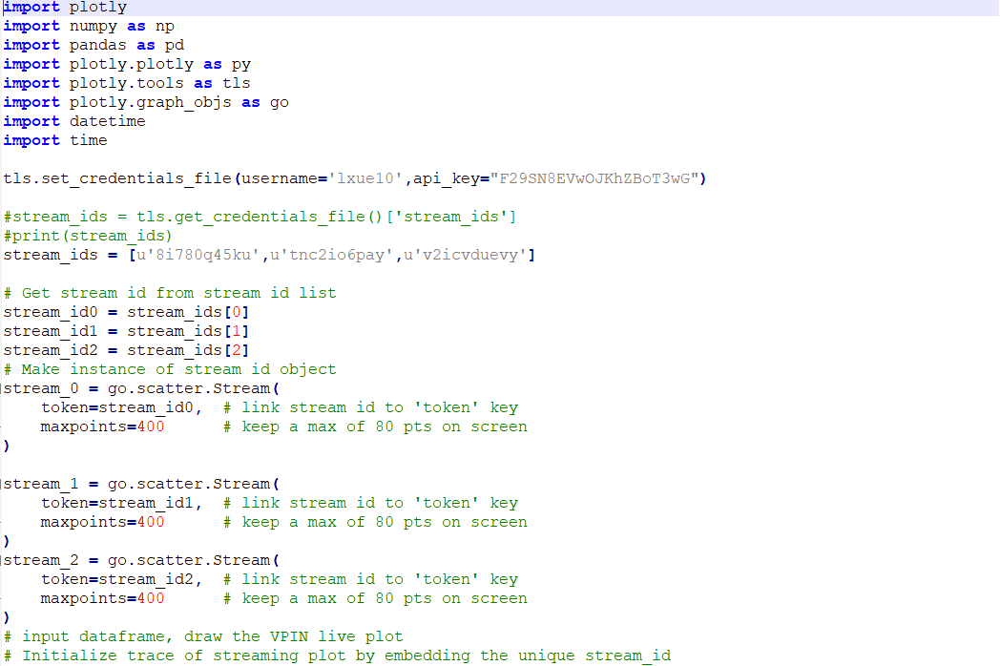 import plotly
import numpy as np
import pandas as pd
import plotly.plotly as py
import plotly.tools as tls
import plotly.graph_objs as go
import datetime
import time
tls.set_credentials_file(username='lxue10',api_key="F29SN8EVwOJKhZBoT3wG")
#stream_ids = tls.get_credentials_file()['stream_ids']
#print(stream_ids)
stream_ids = [u'8i780q45ku',u'tnc2io6pay',u'v2icvduevy']
# Get stream id from stream id list
stream_id0 = stream_ids[0]
stream_id1 = stream_ids[1]
stream_id2 = stream_ids[2]
# Make instance of stream id object
stream_0 = go.scatter.Stream(
    token=stream_id0,  # link stream id to 'token' key
    maxpoints=400      # keep a max of 80 pts on screen
)
stream_1 = go.scatter.Stream(
    token=stream_id1,  # link stream id to 'token' key
    maxpoints=400      # keep a max of 80 pts on screen
)
stream_2 = go.scatter.Stream(
    token=stream_id2,  # link stream id to 'token' key
    maxpoints=400      # keep a max of 80 pts on screen
)
# input dataframe, draw the VPIN live plot
# Initialize trace of streaming plot by embedding the unique stream_id